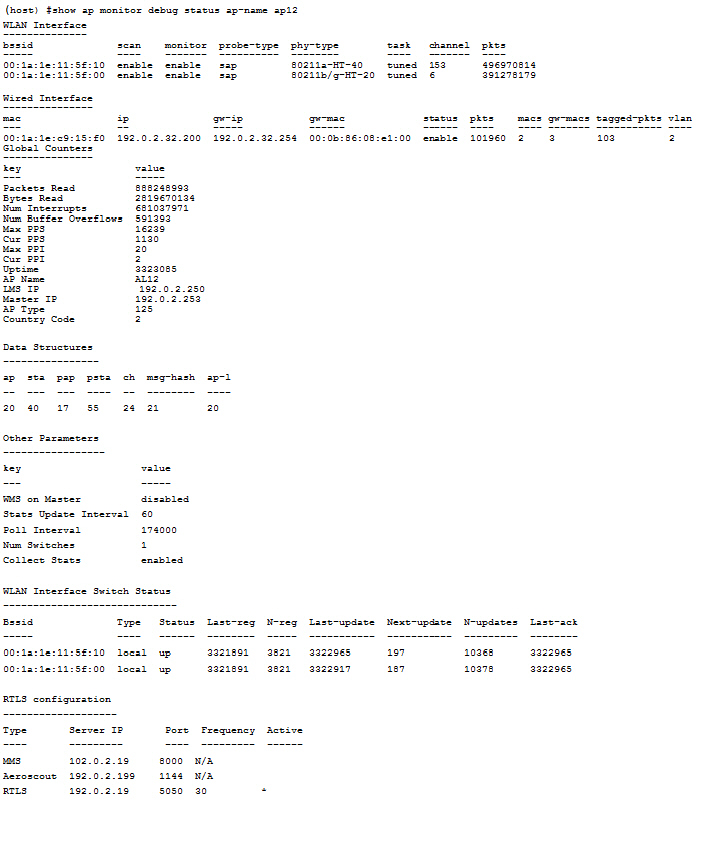 (host) #show ap monitor debug status ap-name ap12
WLAN Interface
--------------
bssid scan monitor probe-type phy-type task channel pkts
----- ---- ------- ---------- -------- ---- ------- ----
00:1a:1e:11:5f:10 enable enable sap 80211a-HT-40 tuned 153 496970814
00:1a:1e:11:5f:00 enable enable sap 80211b/g-HT-20 tuned 6 391278179
Wired Interface
---------------
mac ip gw-ip gw-mac status pkts macs gw-macs tagged-pkts vlan
--- -- ----- ------ ------ ---- ---- ------- ----------- ----
00:1a:1e:c9:15:f0 192.0.2.32.200 192.0.2.32.254 00:0b:86:08:e1:00 enable 101960 2 3 103 2
Global Counters
---------------
key value
--- -----
Packets Read 888248993
Bytes Read 2819670134
Num Interrupts 681037971
Num Buffer Overflows 591393
Max PPS 16239
Cur PPS 1130
Max PPI 20
Cur PPI 2
Uptime 3323085
AP Name AL12
LMS IP 192.0.2.250
Master IP 192.0.2.253
AP Type 125
Country Code 2
Data Structures
----------------
ap sta pap psta ch msg-hash ap-l
-- --- --- ---- -- -------- ----
20 40 17 55 24 21 20
Other Parameters
-----------------
key value
--- -----
WMS on Master disabled
Stats Update Interval 60
Poll Interval 174000
Num Switches 1
Collect Stats enabled
WLAN Interface Switch Status
-----------------------------
Bssid Type Status Last-reg N-reg Last-update Next-update N-updates Last-ack
----- ---- ------ -------- ----- ----------- ----------- --------- --------
00:1a:1e:11:5f:10 local up 3321891 3821 3322965 197 10368 3322965
00:1a:1e:11:5f:00 local up 3321891 3821 3322917 187 10378 3322965
RTLS configuration
-------------------
Type Server IP Port Frequency Active
---- --------- ---- --------- ------
MMS 102.0.2.19 8000 N/A
Aeroscout 192.0.2.199 1144 N/A
RTLS 192.0.2.19 5050 30 *